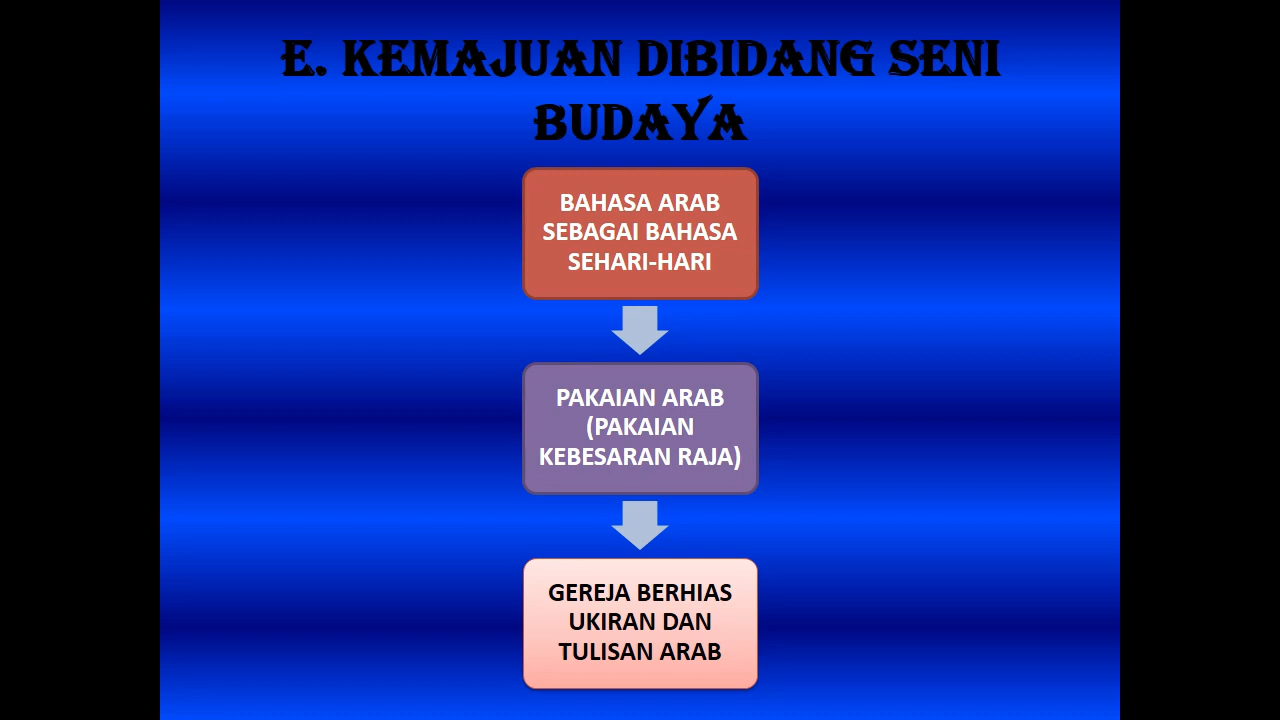 E. KEMAJUAN DIBIDANG SENI
BUDAYA
BAHASA ARAB
SEBAGAI BAHASA
SEHARI-HARI
PAKAIAN ARAB
(PAKAIAN
KEBESARAN RAJA)
GEREJA BERHIAS
UKIRAN DAN
TULISAN ARAB